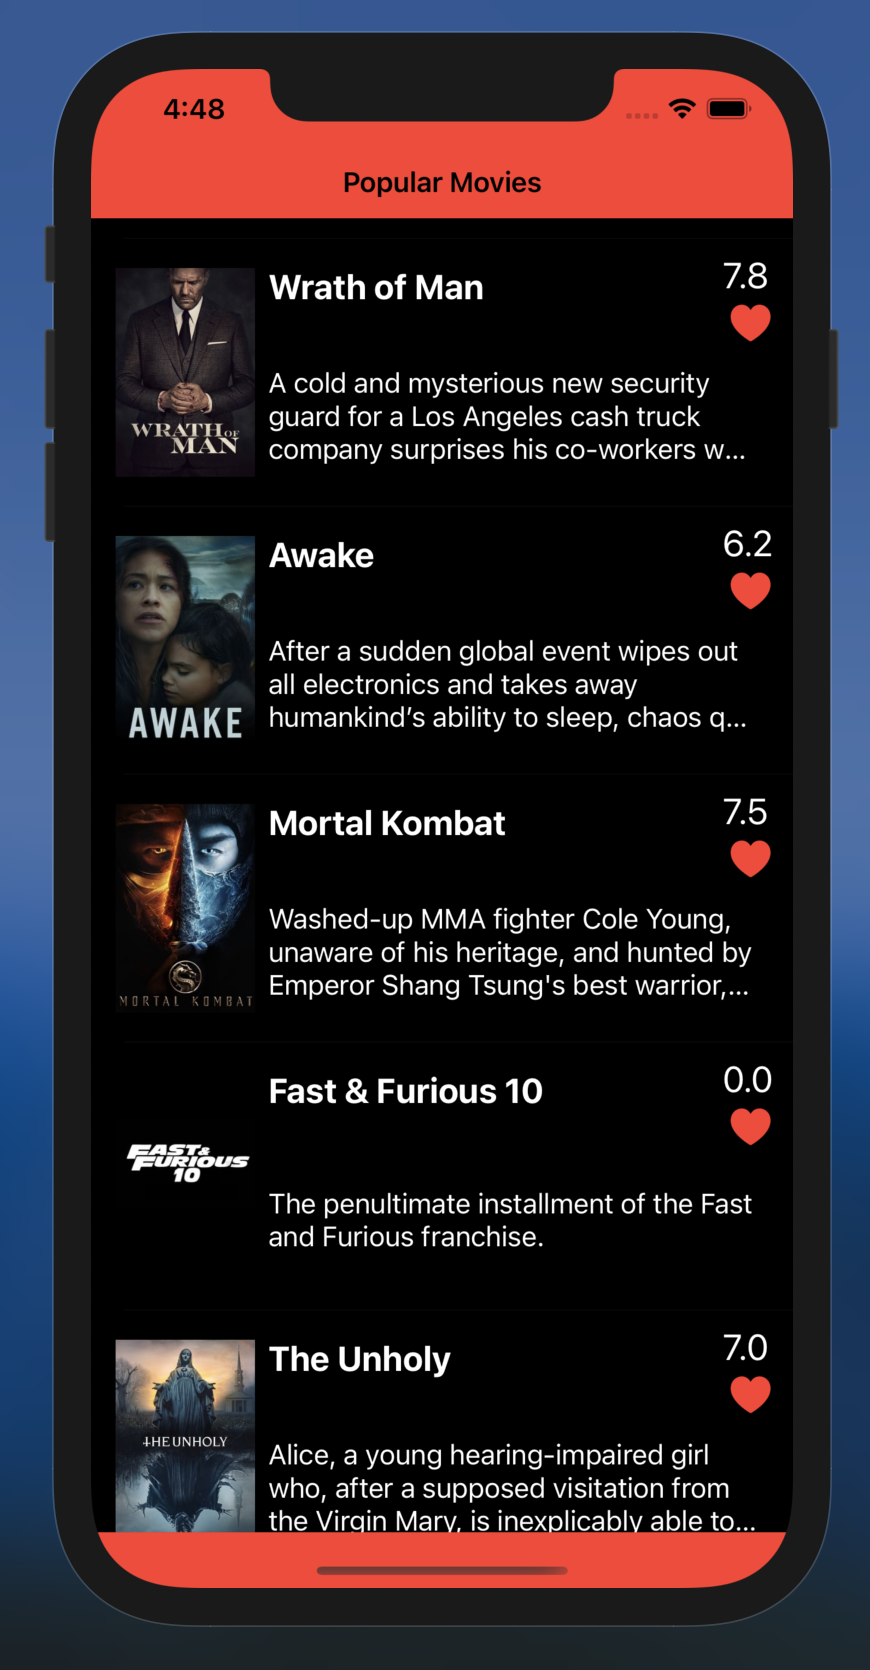 4:48
Popular Movies
Wrath of Man
7.8
WRATH OF
MAN
A cold and mysterious new security
guard for a Los Angeles cash truck
company surprises his co-workers w...
Awake
6.2
AWAKE
After a sudden global event wipes out
all electronics and takes away
humankind’s ability to sleep, chaos q...
Mortal Kombat
7.5
MORTAL KOMBAT
Washed-up MMA fighter Cole Young,
unaware of his heritage, and hunted by
Emperor Shang Tsung's best warrior,...
Fast & Furious 10
0.0
FAST&
FURIOUS
10
The penultimate installment of the Fast
and Furious franchise.
The Unholy
7.0
THE UNHOLY
Alice, a young hearing-impaired girl
who, after a supposed visitation from
the Virgin Mary, is inexplicably able to...